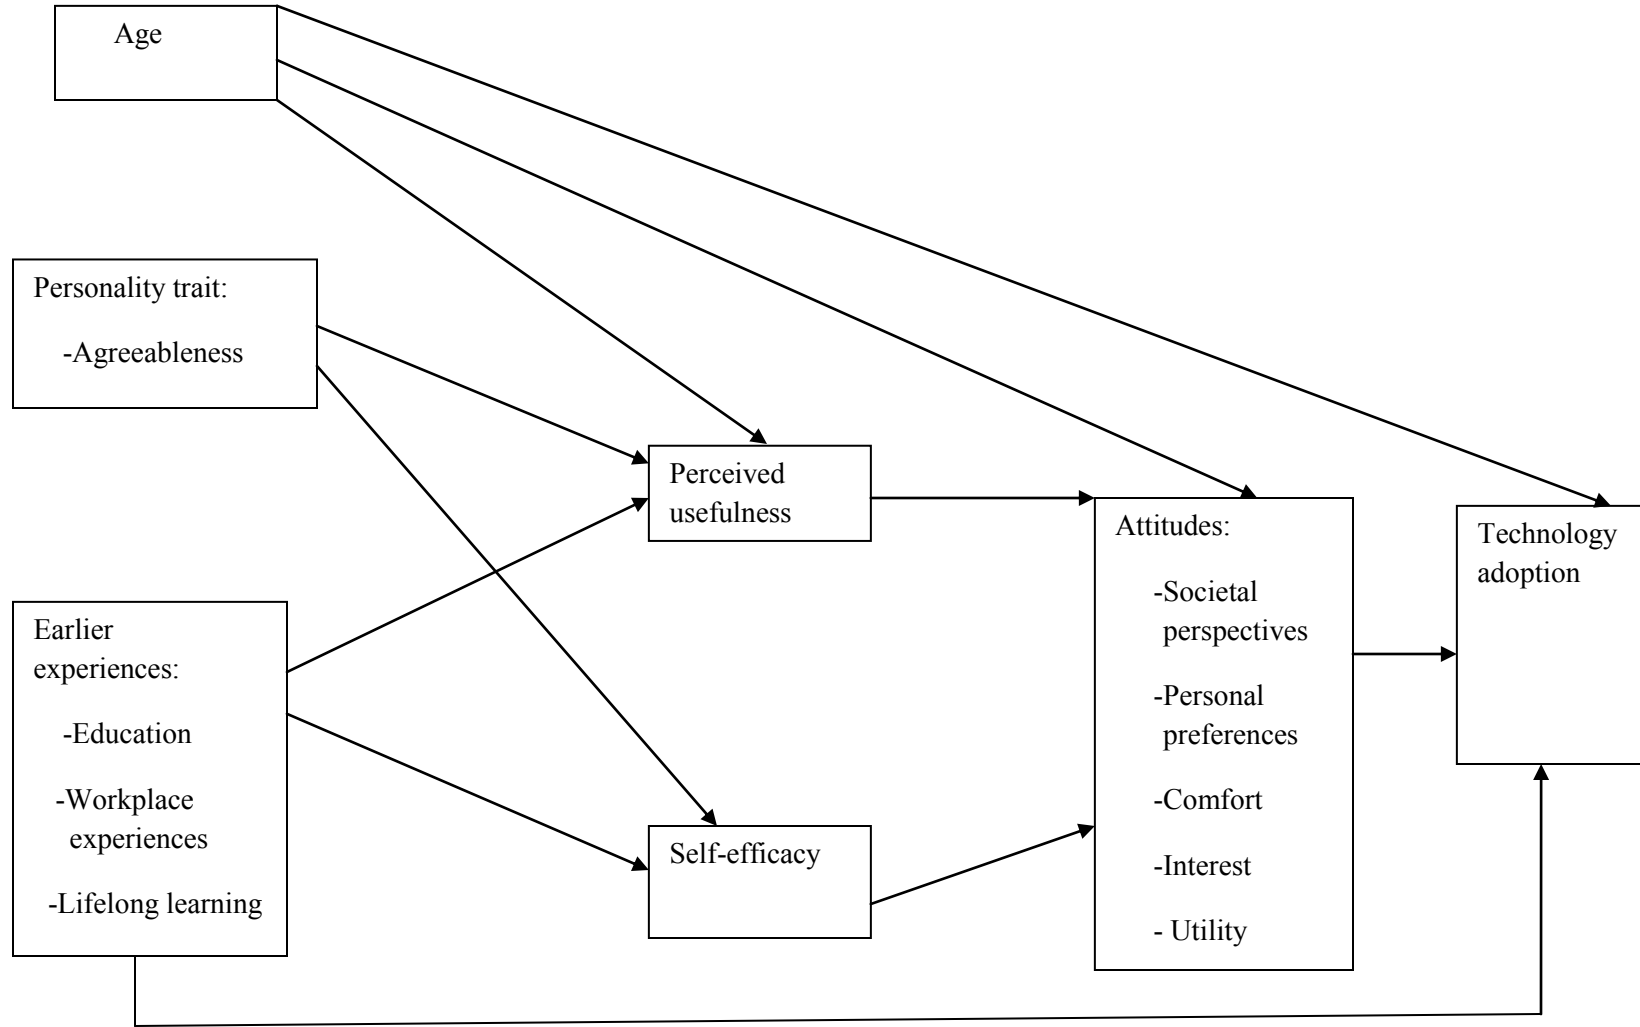 Age
Personality trait:
-Agreeableness
Earlier
experiences:
-Education
-Workplace
experiences
-Lifelong learning
Perceived
usefulness
Self-efficacy
Attitudes:
-Societal
perspectives
-Personal
preferences
-Comfort
-Interest
- Utility
Technology
adoption